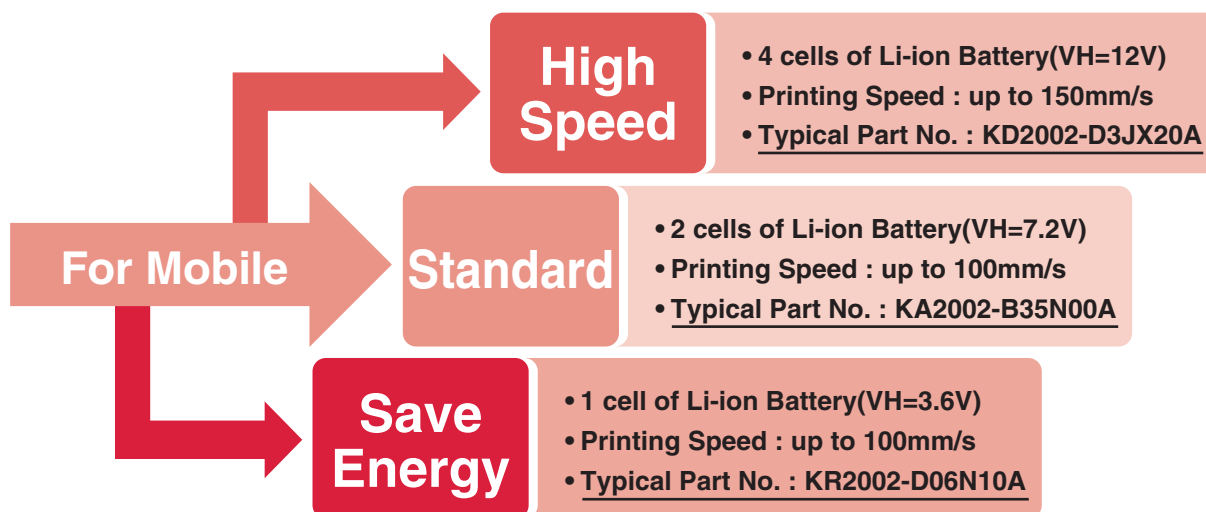 For Mobile
High
Speed
• 4 cells of Li-ion Battery(VH=12V)
• Printing Speed : up to 150mm/s
• Typical Part No. : KD2002-D3JX20A
Standard
• 2 cells of Li-ion Battery(VH=7.2V)
• Printing Speed : up to 100mm/s
• Typical Part No. : KA2002-B35N00A
Save
Energy
• 1 cell of Li-ion Battery(VH=3.6V)
• Printing Speed : up to 100mm/s
• Typical Part No. : KR2002-D06N10A